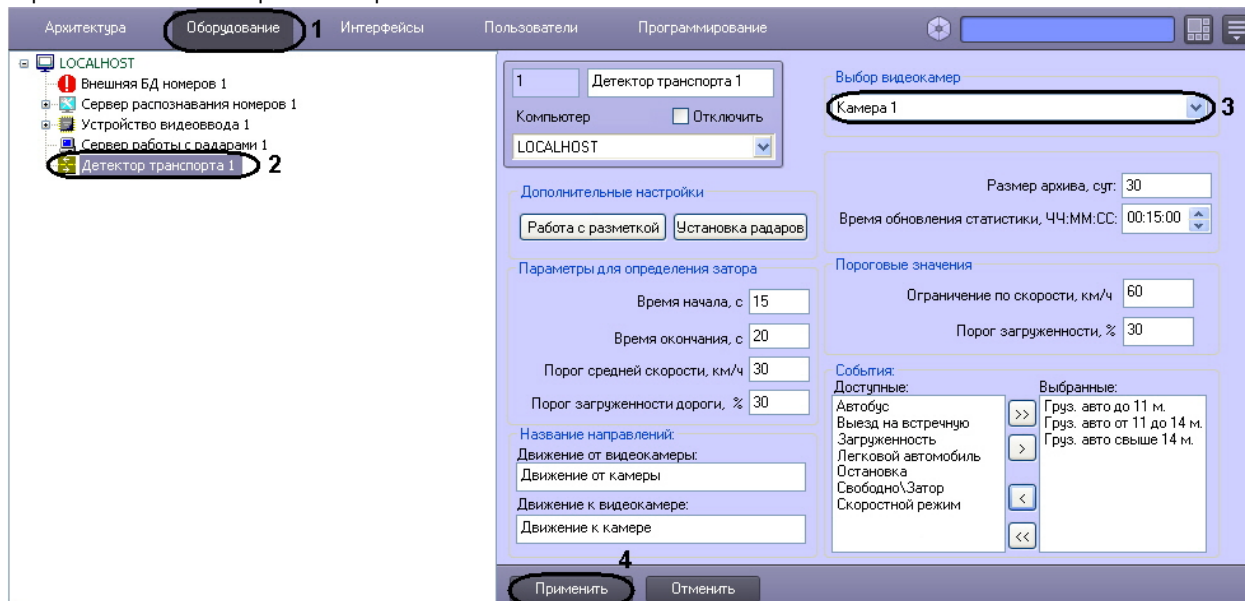 Архитектура Оборудование 1 Интерфейсы Пользователи Программирование
LOCALHOST
Внешняя БД номеров 1
Сервер распознавания номеров 1
Устройство видеоввода 1
Сервер работы с радарами 1
Детектор транспорта 1 2
1 Детектор транспорта 1
Компьютер Отключить
LOCALHOST
Дополнительные настройки
Работа с разметкой Установка радаров
Параметры для определения затора
Время начала, с 15
Время окончания, с 20
Порог средней скорости, км/ч 30
Порог загруженности дороги, % 30
Название направлений:
Движение от видеокамеры:
Движение от камеры
Движение к видеокамере:
Движение к камере
Выбор видеокамер
Камера 1 3
Размер архива, сут: 30
Время обновления статистики, ЧЧ:ММ:СС: 00:15:00
Пороговые значения
Ограничение по скорости, км/ч 60
Порог загруженности, % 30
События:
Доступные:
Автобус
Выезд на встречную
Загруженность
Легковой автомобиль
Остановка
Свободно\Затор
Скоростной режим
>>
>
<
<<
Выбранные:
Груз. авто до 11 м.
Груз. авто от 11 до 14 м.
Груз. авто свыше 14 м.
4
Применить Отменить